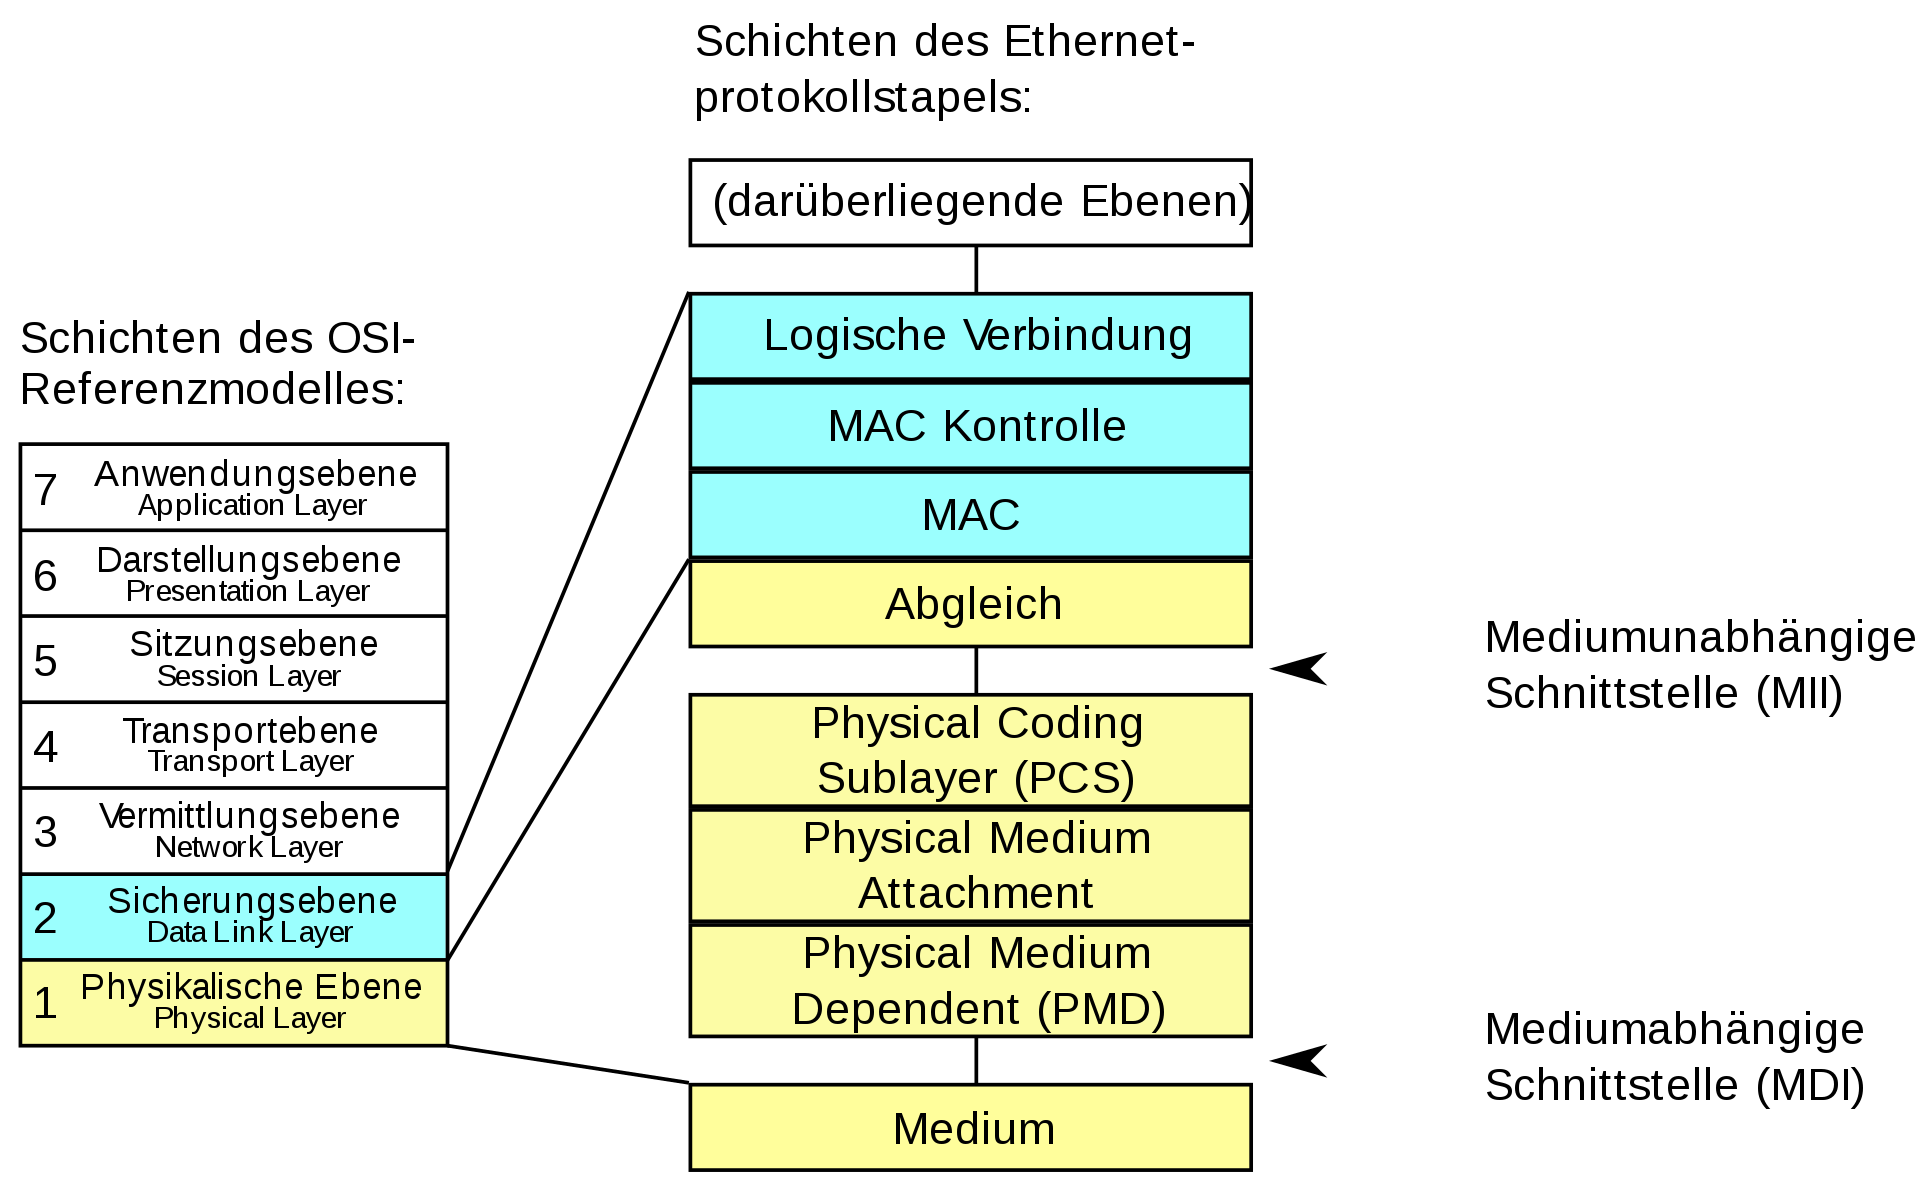 Schichten des Ethernet-
protokollstapels:
(darüberliegende Ebenen)
Logische Verbindung
MAC Kontrolle
MAC
Abgleich
Physical Coding
Sublayer (PCS)
Physical Medium
Attachment
Physical Medium
Dependent (PMD)
Medium
Schichten des OSI-
Referenzmodelles:
7 Anwendungsebene
Application Layer
6 Darstellungsebene
Presentation Layer
5 Sitzungsebene
Session Layer
4 Transportebene
Transport Layer
3 Vermittlungsebene
Network Layer
2 Sicherungsebene
Data Link Layer
1 Physikalische Ebene
Physical Layer
Mediumunabhängige
Schnittstelle (MII)
Mediumabhängige
Schnittstelle (MDI)